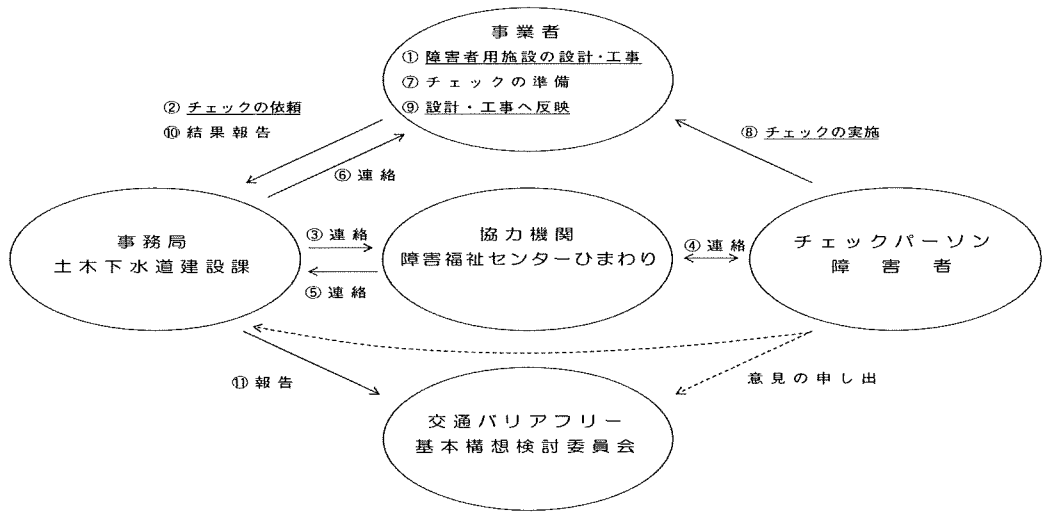 事業者
① 障害者用施設の設計・工事
⑦ チェックの準備
⑨ 設計・工事へ反映
② チェックの依頼
⑩ 結果報告
⑧ チェックの実施
⑥ 連絡
事務局
土木下水道建設課
③ 連絡
⑤ 連絡
協力機関
障害福祉センターひまわり
④ 連絡
チェックパーソン
障害者
⑪ 報告
意見の申し出
交通バリアフリー
基本構想検討委員会